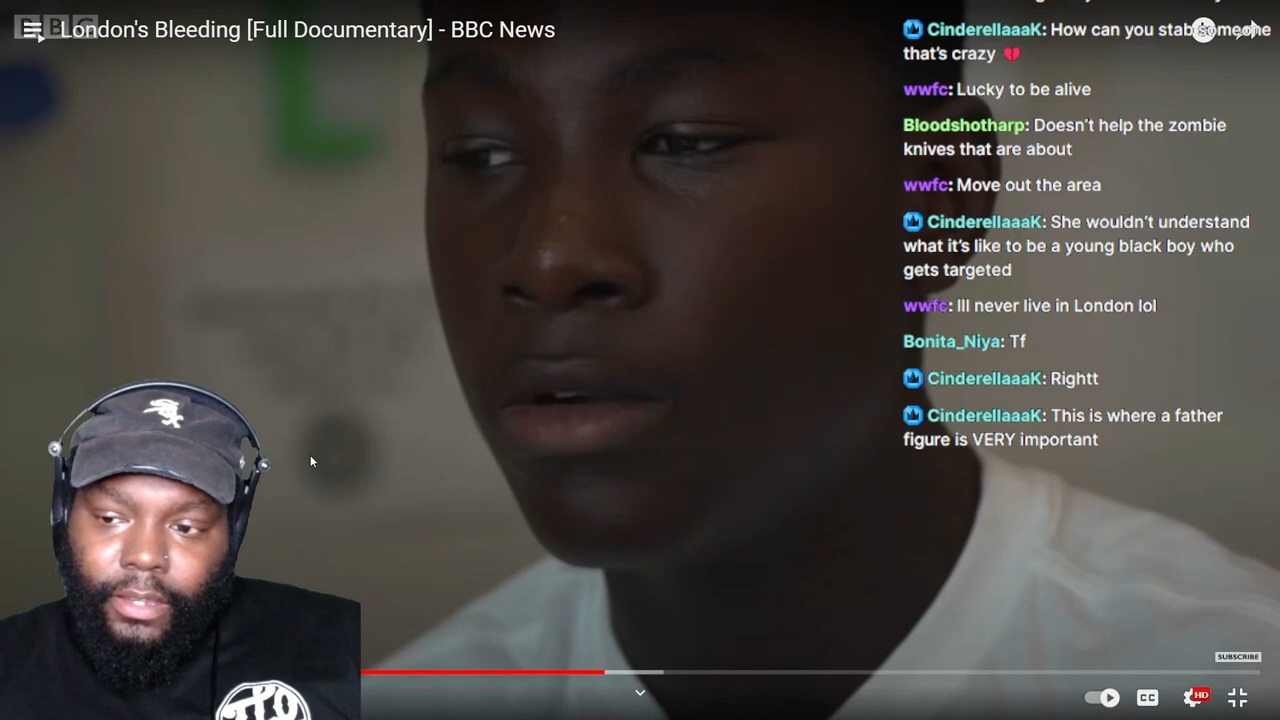 BBC
London's Bleeding [Full Documentary] - BBC News
CinderellaaaK: How can you stab someone
that's crazy 💔
wwfc: Lucky to be alive
Bloodshotharp: Doesn't help the zombie
knives that are about
wwfc: Move out the area
CinderellaaaK: She wouldn't understand
what it's like to be a young black boy who
gets targeted
wwfc: Ill never live in London lol
Bonita_Niya: Tf
CinderellaaaK: Rightt
CinderellaaaK: This is where a father
figure is VERY important
SUBSCRIBE
CC
HD